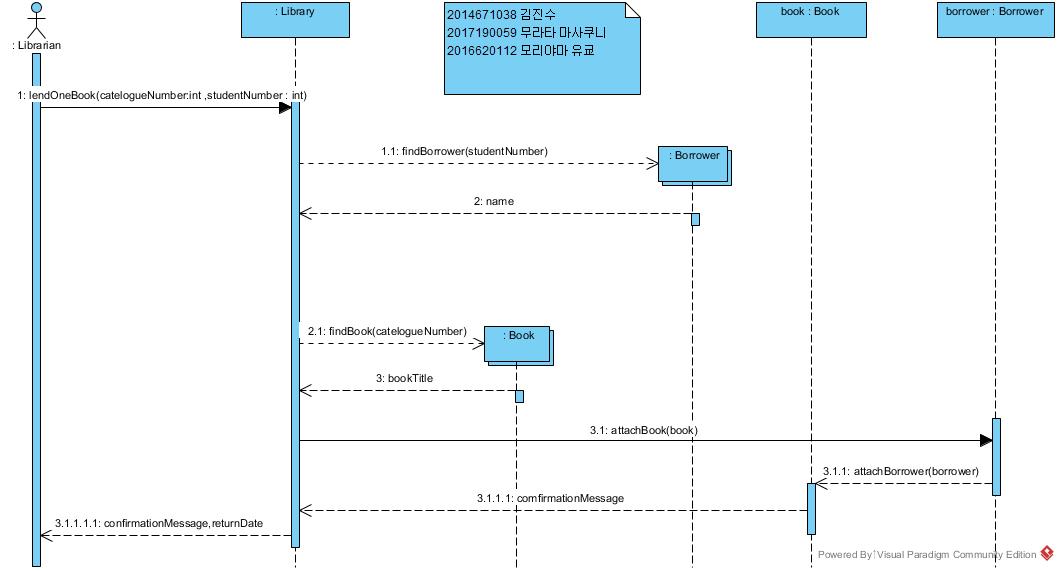 : Library
2014671038 김진수
2017190059 무라타 마사쿠니
2016620112 모리야마 유쿄
book : Book
borrower : Borrower
: Librarian
1: lendOneBook(catelogueNumber:int ,studentNumber : int)
1.1: findBorrower(studentNumber)
: Borrower
2: name
2.1: findBook(catelogueNumber)
: Book
3: bookTitle
3.1: attachBook(book)
3.1.1: attachBorrower(borrower)
3.1.1.1: comfirmationMessage
3.1.1.1.1: confirmationMessage,returnDate
Powered By Visual Paradigm Community Edition